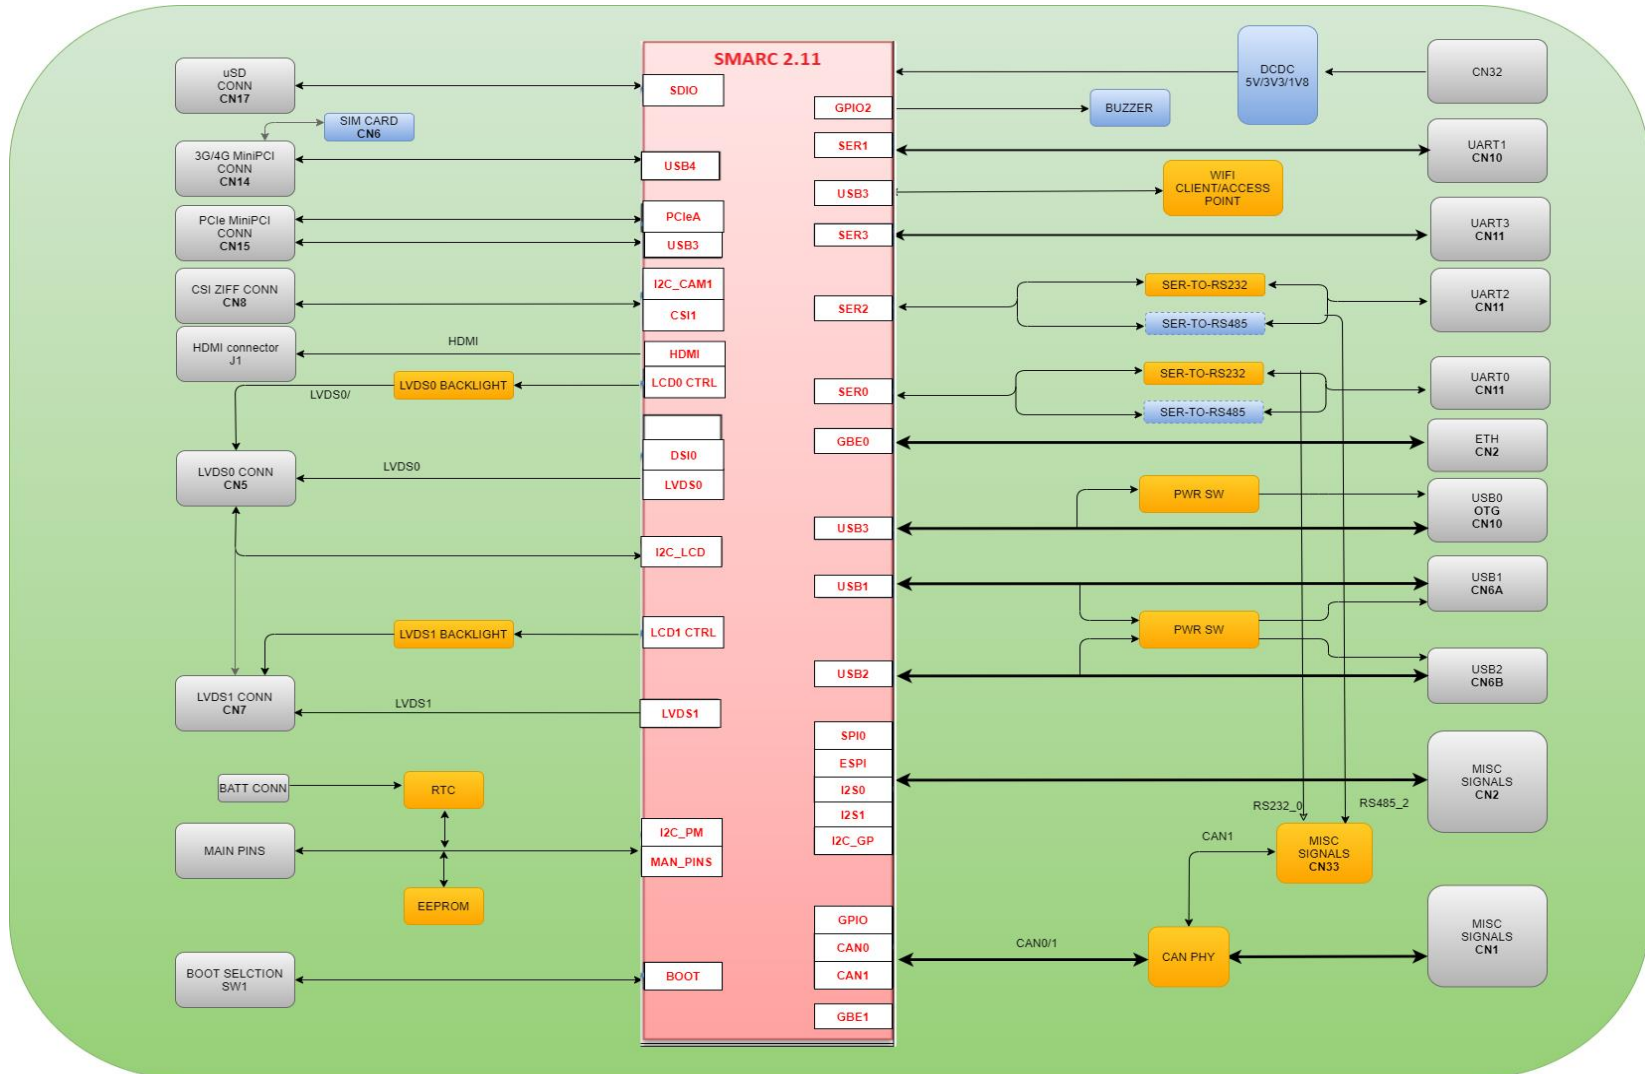 SMARC 2.11
uSD
CONN
CN17
SIM CARD
CN6
3G/4G MiniPCI
CONN
CN14
PCIe MiniPCI
CONN
CN15
CSI ZIFF CONN
CN8
HDMI connector
J1
HDMI
LVDS0 BACKLIGHT
LVDS0/
LVDS0 CONN
CN5
LVDS0
LVDS1 BACKLIGHT
LVDS1 CONN
CN7
LVDS1
BATT CONN
RTC
MAIN PINS
EEPROM
BOOT SELCTION
SW1
SDIO
USB4
PCIeA
USB3
I2C_CAM1
CSI1
HDMI
LCD0 CTRL
DSI0
LVDS0
I2C_LCD
LCD1 CTRL
LVDS1
I2C_PM
MAN_PINS
BOOT
GPIO2
SER1
USB3
SER3
SER2
SER0
GBE0
USB3
USB1
USB2
SPI0
ESPI
I2S0
I2S1
I2C_GP
GPIO
CAN0
CAN1
GBE1
DCDC
5V/3V3/1V8
BUZZER
WIFI
CLIENT/ACCESS
POINT
SER-TO-RS232
SER-TO-RS485
SER-TO-RS232
SER-TO-RS485
PWR SW
PWR SW
RS232_0
RS485_2
CAN1
MISC
SIGNALS
CN33
CAN0/1
CAN PHY
CN32
UART1
CN10
UART3
CN11
UART2
CN11
UART0
CN11
ETH
CN2
USB0
OTG
CN10
USB1
CN6A
USB2
CN6B
MISC
SIGNALS
CN2
MISC
SIGNALS
CN1